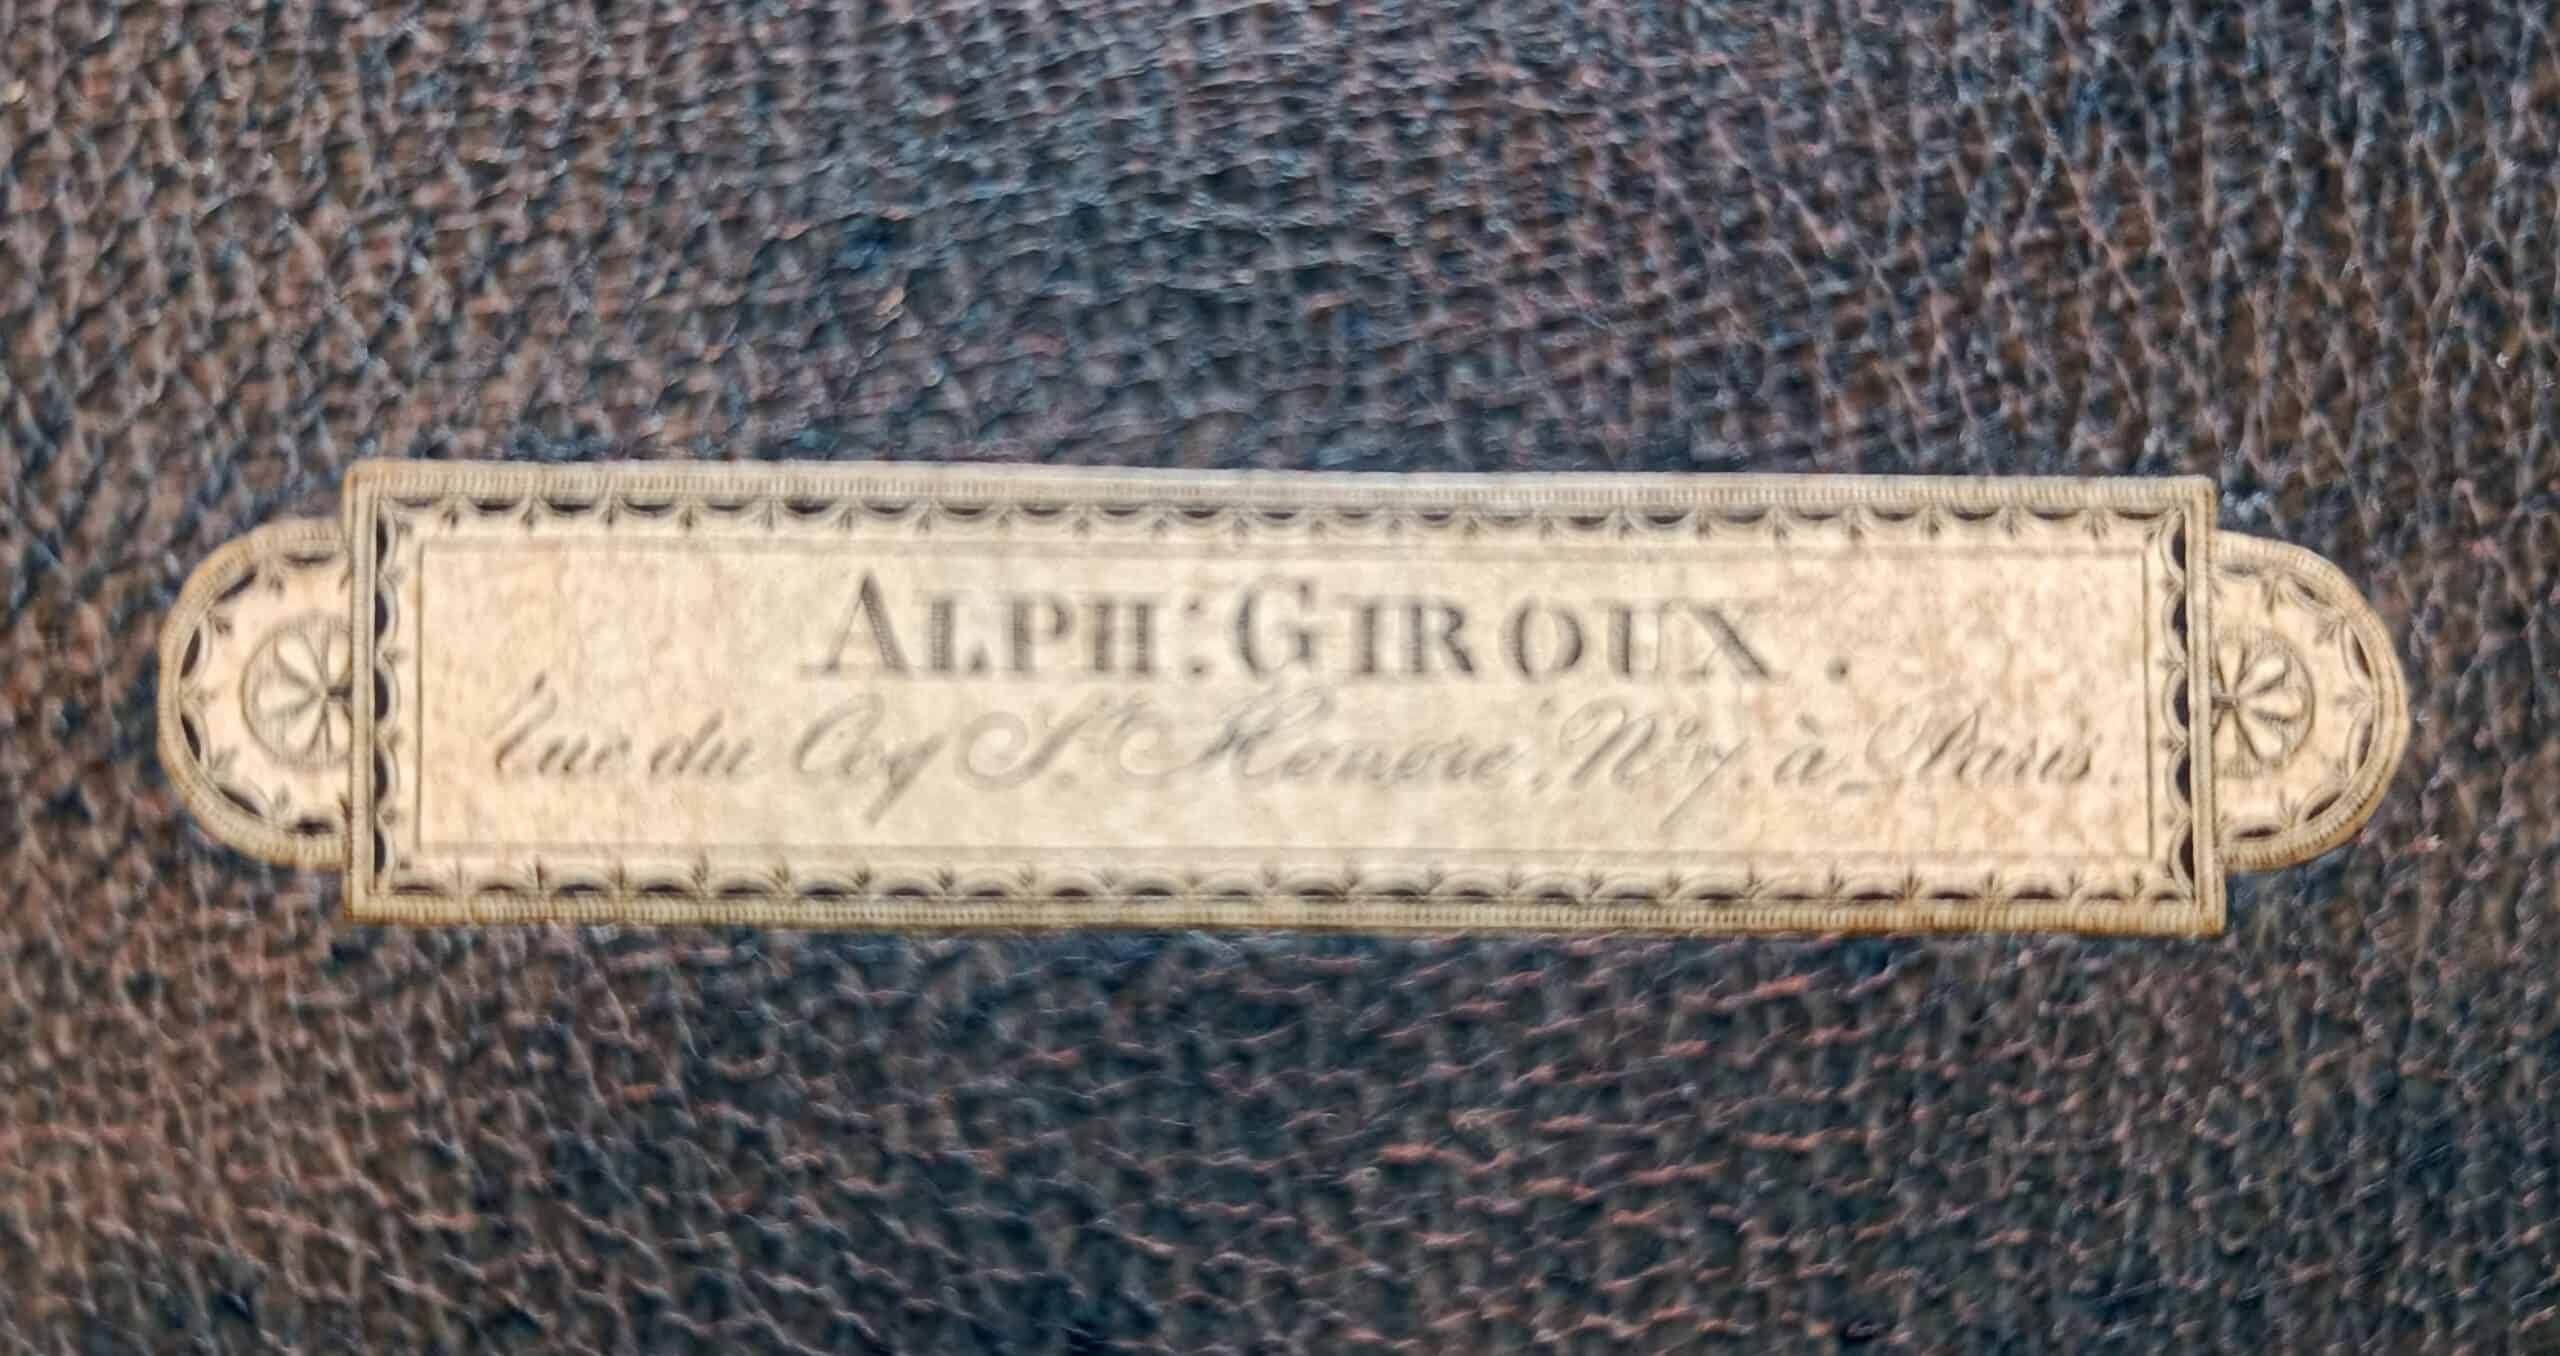 ALPH: GIROUX.
Rue du Coq St. Honoré, No. 7. à Paris.